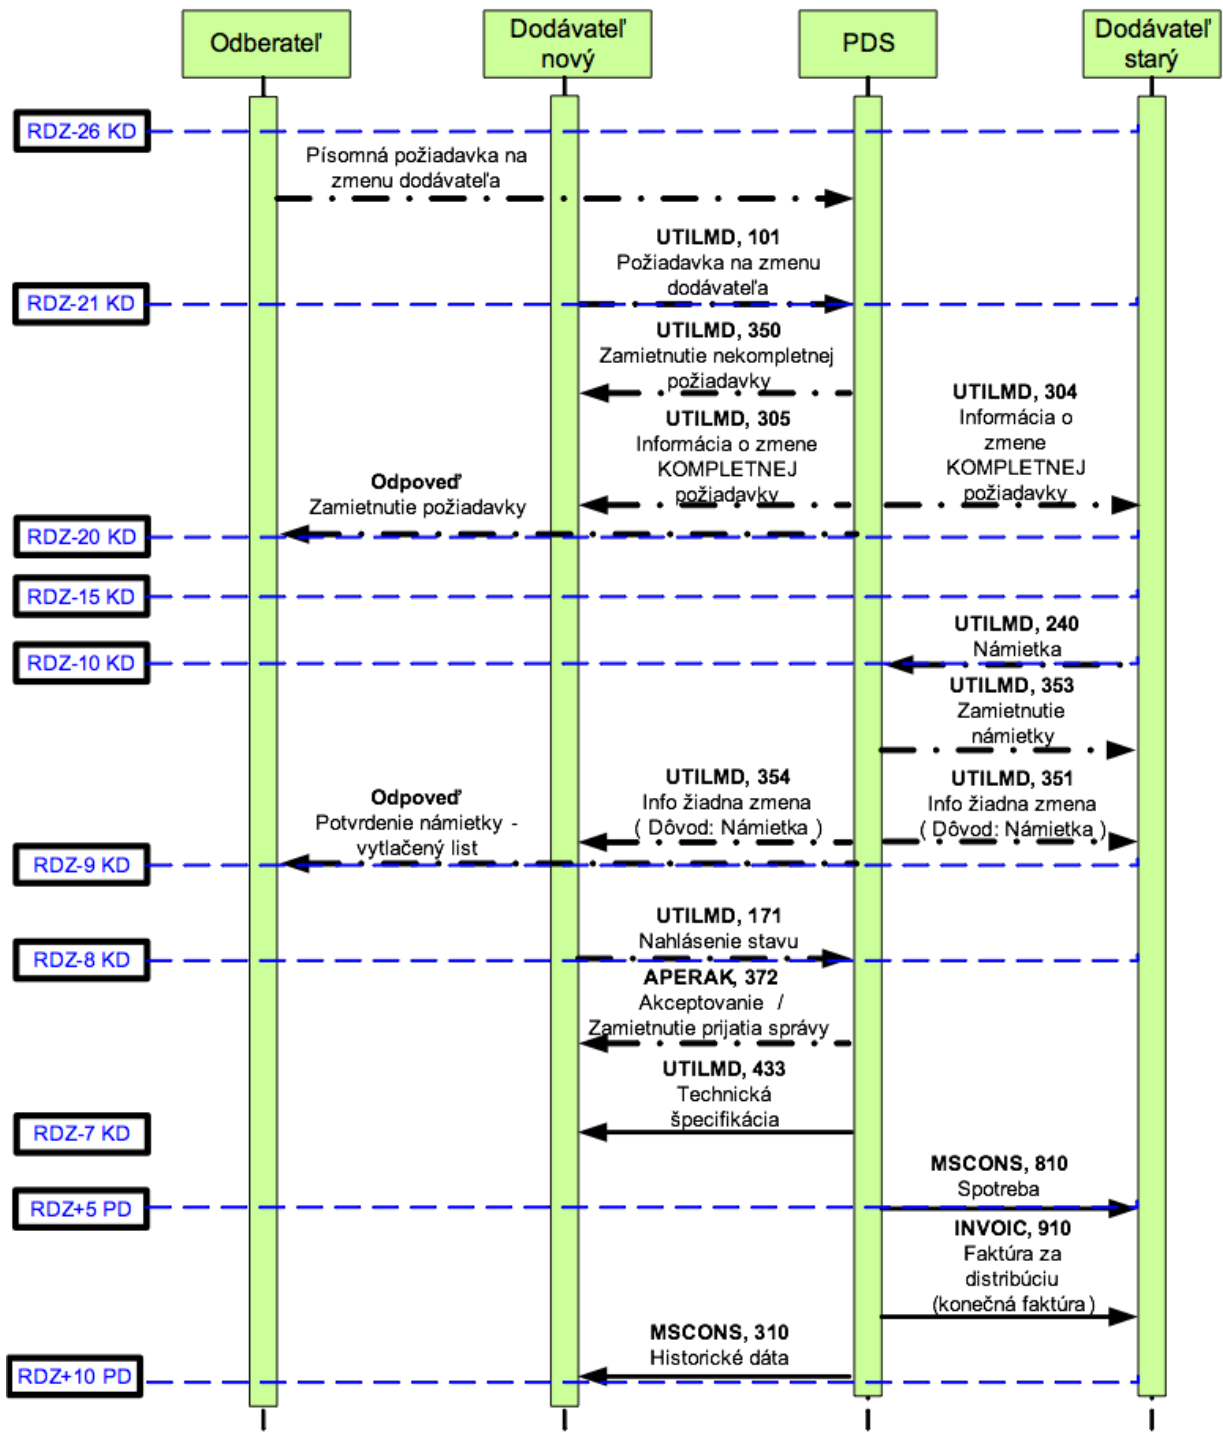 Odberateľ
Dodávateľ
nový
PDS
Dodávateľ
starý
RDZ-26 KD
Písomná požiadavka na
zmenu dodávateľa
UTILMD, 101
Požiadavka na zmenu
dodávateľa
RDZ-21 KD
UTILMD, 350
Zamietnutie nekompletnej
požiadavky
UTILMD, 304
Informácia o
zmene
KOMPLETNEJ
požiadavky
UTILMD, 305
Informácia o zmene
KOMPLETNEJ
požiadavky
Odpoveď
Zamietnutie požiadavky
RDZ-20 KD
RDZ-15 KD
UTILMD, 240
Námietka
RDZ-10 KD
UTILMD, 353
Zamietnutie
námietky
UTILMD, 354
Info žiadna zmena
( Dôvod: Námietka )
UTILMD, 351
Info žiadna zmena
( Dôvod: Námietka )
Odpoveď
Potvrdenie námietky -
vytlačený list
RDZ-9 KD
UTILMD, 171
Nahlásenie stavu
RDZ-8 KD
APERAK, 372
Akceptovanie /
Zamietnutie prijatia správy
UTILMD, 433
Technická
špecifikácia
RDZ-7 KD
MSCONS, 810
Spotreba
RDZ+5 PD
INVOIC, 910
Faktúra za
distribúciu
(konečná faktúra)
MSCONS, 310
Historické dáta
RDZ+10 PD